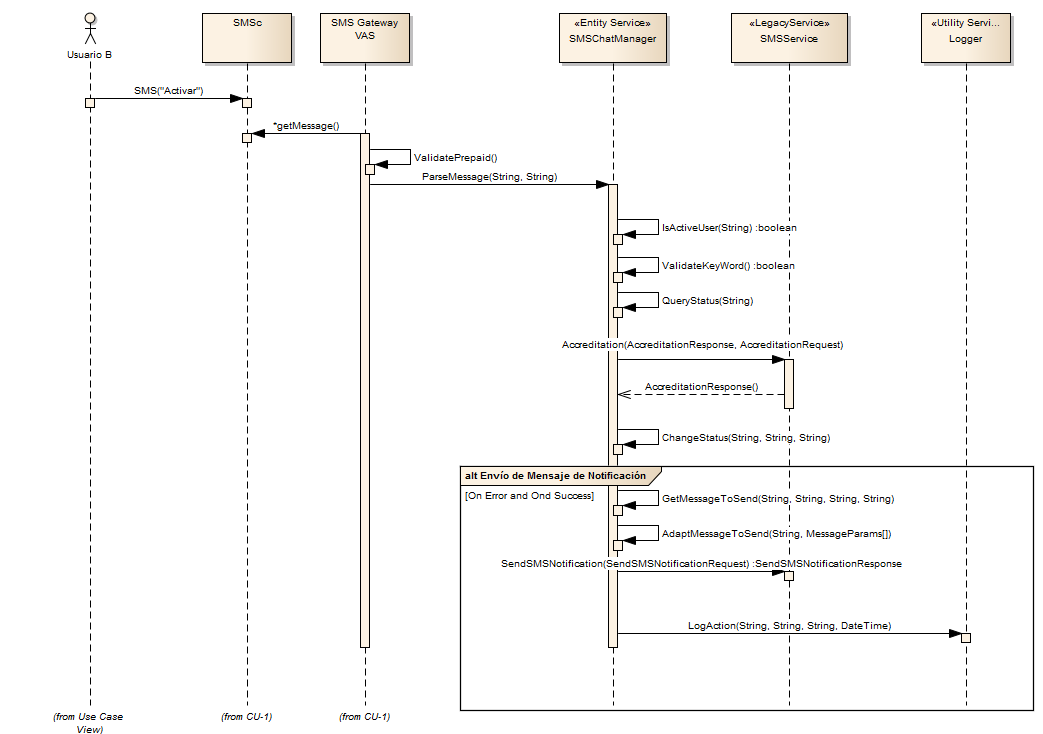 Usuario B
SMSc
SMS Gateway
VAS
«Entity Service»
SMSChatManager
«LegacyService»
SMSService
«Utility Servi...
Logger
SMS("Activar")
*getMessage()
ValidatePrepaid()
ParseMessage(String, String)
IsActiveUser(String) :boolean
ValidateKeyWord() :boolean
QueryStatus(String)
Accreditation(AccreditationResponse, AccreditationRequest)
AccreditationResponse()
ChangeStatus(String, String, String)
alt Envío de Mensaje de Notificación
[On Error and Ond Success]
GetMessageToSend(String, String, String, String)
AdaptMessageToSend(String, MessageParams[])
SendSMSNotification(SendSMSNotificationRequest) :SendSMSNotificationResponse
LogAction(String, String, String, DateTime)
(from Use Case
View)
(from CU-1)
(from CU-1)